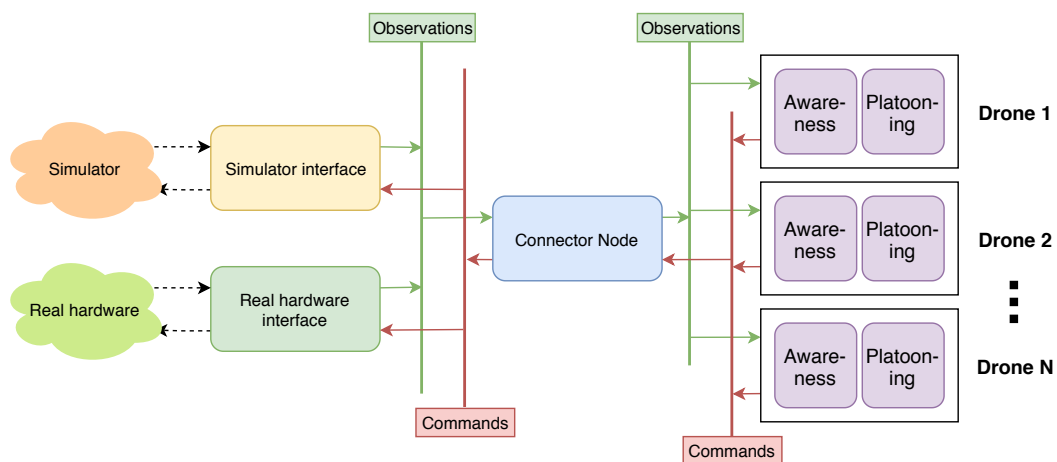 Observations
Observations
Simulator
Simulator interface
Real hardware
Real hardware
interface
Connector Node
Commands
Commands
Aware-
ness
Platoon-
ing
Drone 1
Aware-
ness
Platoon-
ing
Drone 2
Aware-
ness
Platoon-
ing
Drone N